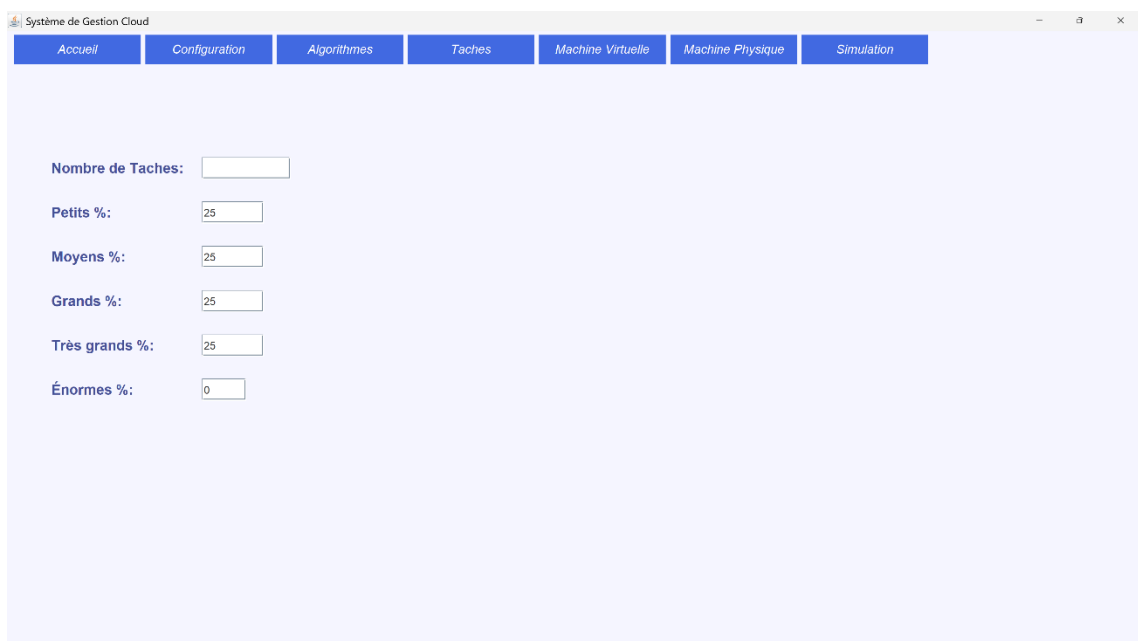 Système de Gestion Cloud
Accueil Configuration Algorithmes Taches Machine Virtuelle Machine Physique Simulation
Nombre de Taches:
Petits %: 25
Moyens %: 25
Grands %: 25
Très grands %: 25
Énormes %: 0